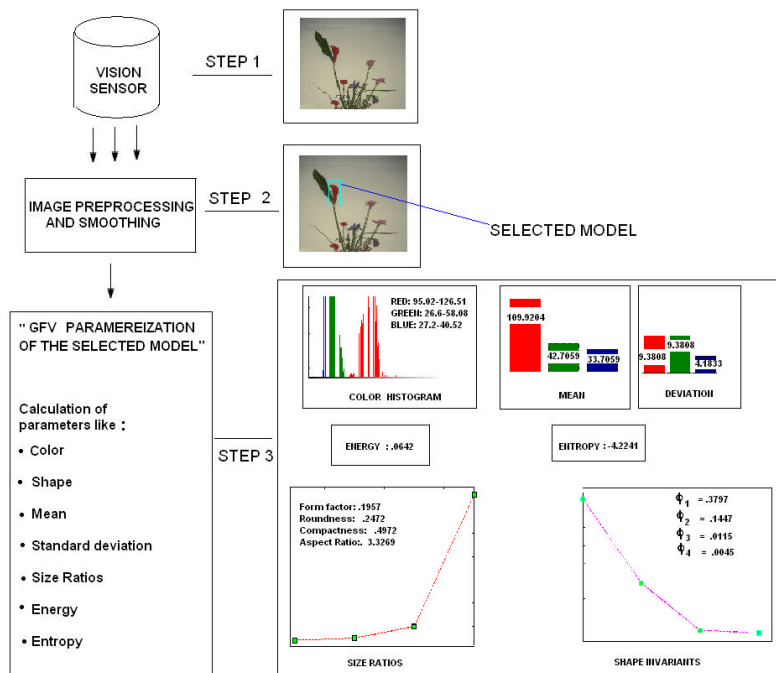 VISION
SENSOR
STEP 1
IMAGE PREPROCESSING
AND SMOOTHING
STEP 2
SELECTED MODEL
" GFV PARAMEREIZATION
OF THE SELECTED MODEL"
Calculation of
parameters like :
• Color
• Shape
• Mean
• Standard deviation
• Size Ratios
• Energy
• Entropy
STEP 3
RED: 95.02-126.51
GREEN: 26.6-58.08
BLUE: 27.2-40.52
COLOR HISTOGRAM
109.9204
42.7059
33.7059
MEAN
9.3808
9.3808
4.1833
DEVIATION
ENERGY : .0642
ENTROPY : -4.2241
Form factor: .1957
Roundness: .2472
Compactness: .4972
Aspect Ratio:. 3.3269
SIZE RATIOS
ϕ1 = .3797
ϕ2 = .1447
ϕ3 = .0115
ϕ4 = .0045
SHAPE INVARIANTS